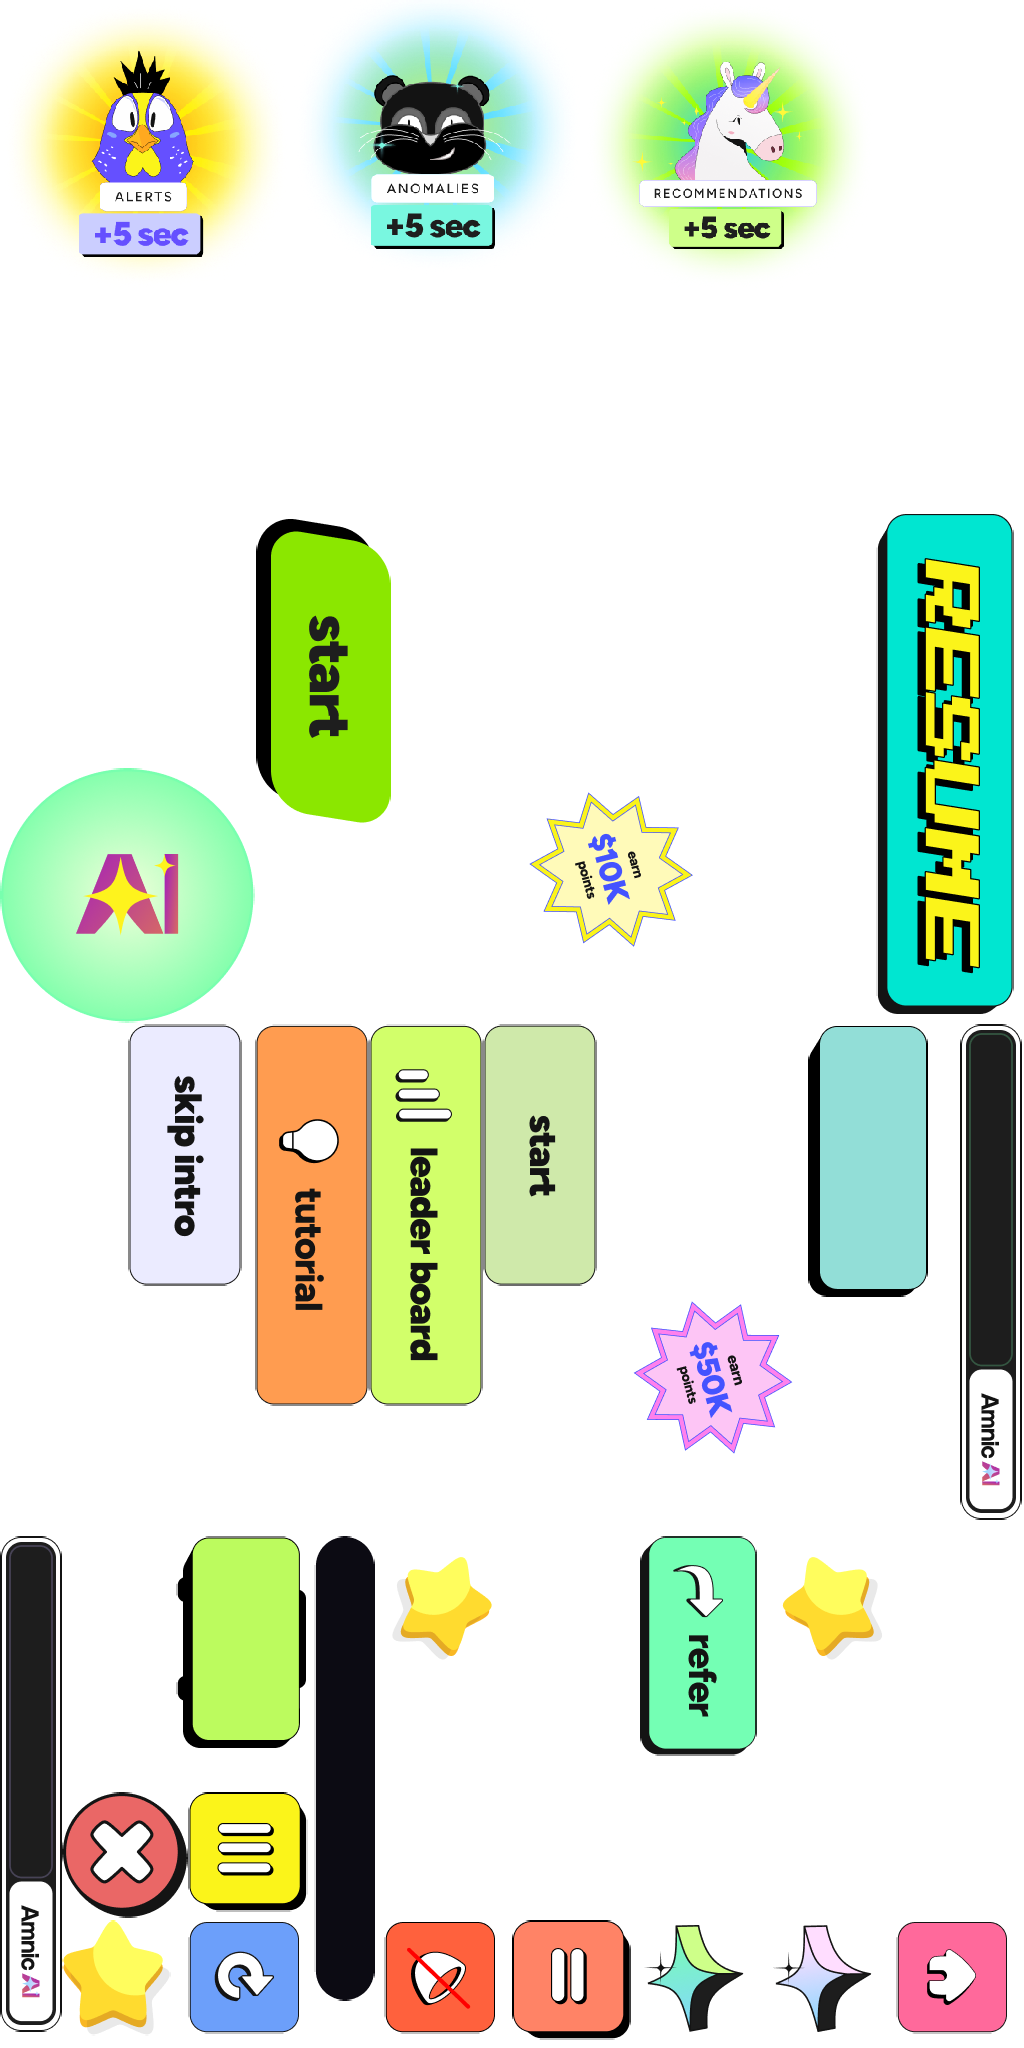 ALERTS
+5 sec
ANOMALIES
+5 sec
RECOMMENDATIONS
+5 sec
start
RESUME
AI
earn
$10K
points
skip intro
tutorial
leader board
start
earn
$50K
points
Amnic AI
refer
Amnic AI